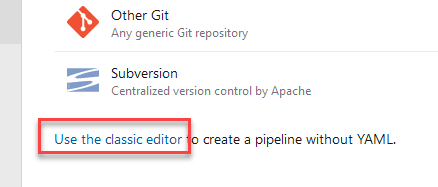 Other Git
Any generic Git repository
Subversion
Centralized version control by Apache
Use the classic editor to create a pipeline without YAML.